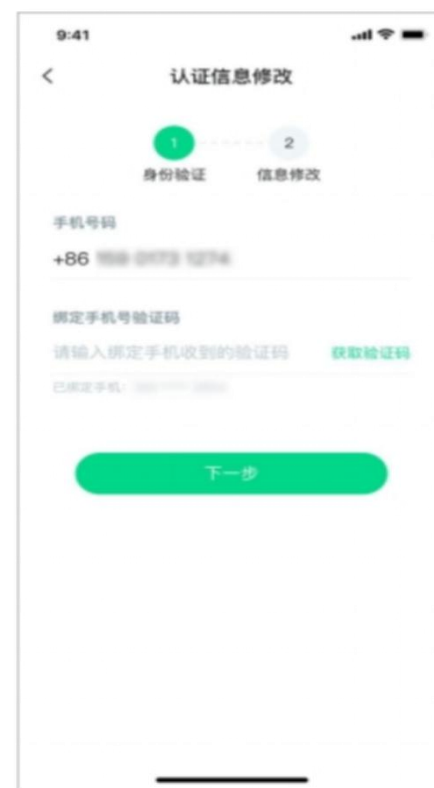 9:41
认证信息修改
1
2
身份验证
信息修改
手机号码
+86
绑定手机号验证码
请输入绑定手机收到的验证码
获取验证码
已绑定手机:
下一步